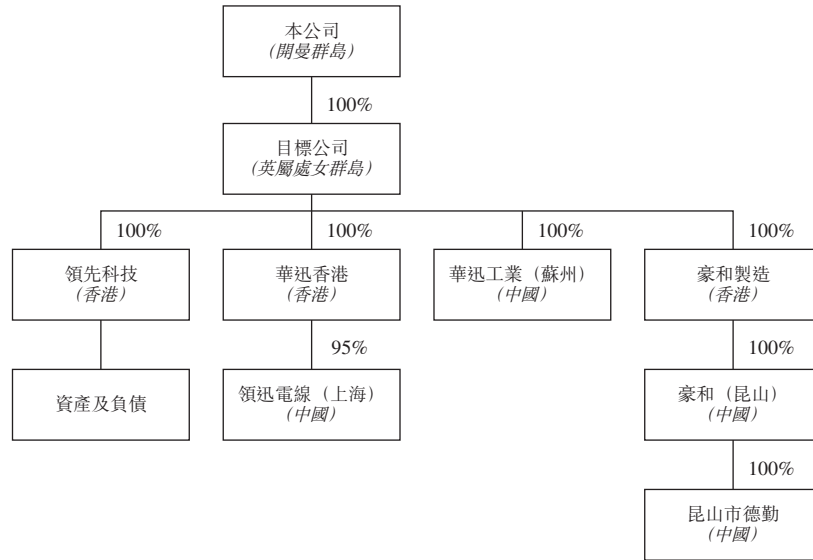 本公司
(開曼群島)
100%
目標公司
(英屬處女群島)
100%
100%
100%
100%
領先科技
(香港)
華迅香港
(香港)
華迅工業（蘇州）
(中國)
豪和製造
(香港)
95%
100%
資產及負債
領迅電線（上海）
(中國)
豪和（昆山）
(中國)
100%
昆山市德勤
(中國)